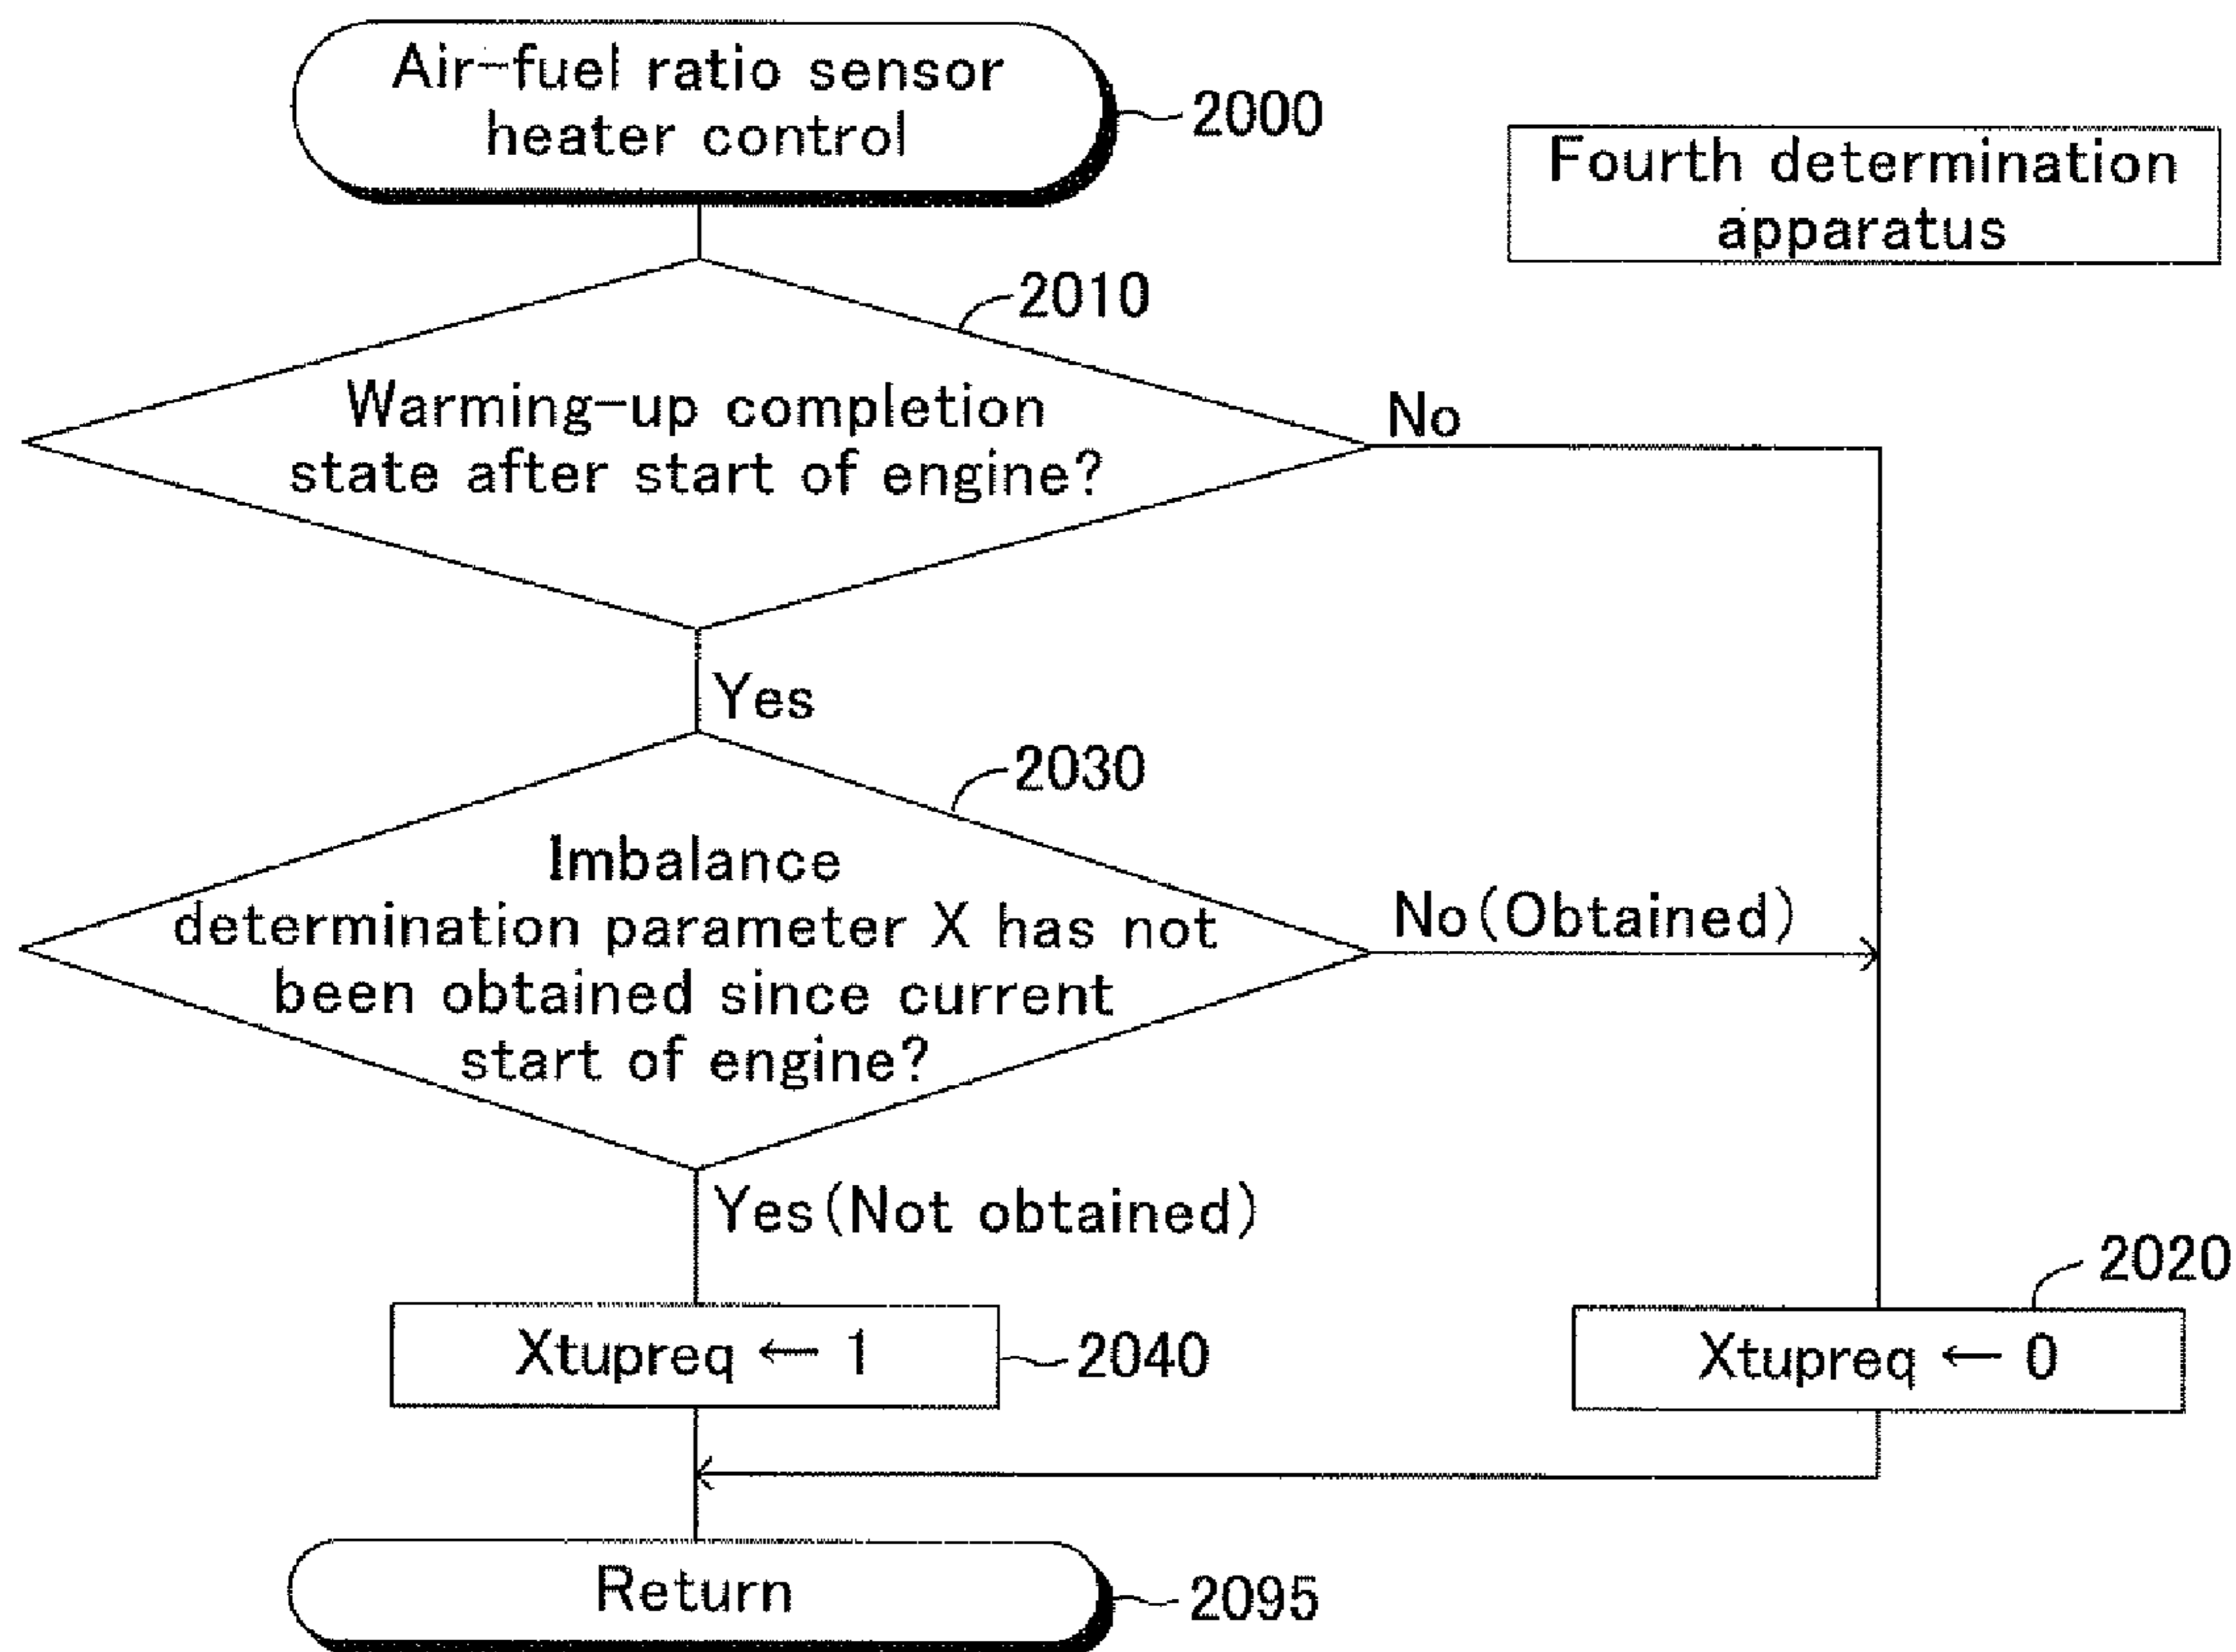 Air-fuel ratio sensor
heater control
2000
Fourth determination
apparatus
2010
Warming-up completion
state after start of engine?
No
Yes
2030
Imbalance
determination parameter X has not
been obtained since current
start of engine?
No(Obtained)
Yes(Not obtained)
2020
Xtupreq ← 1
2040
Xtupreq ← 0
Return
2095